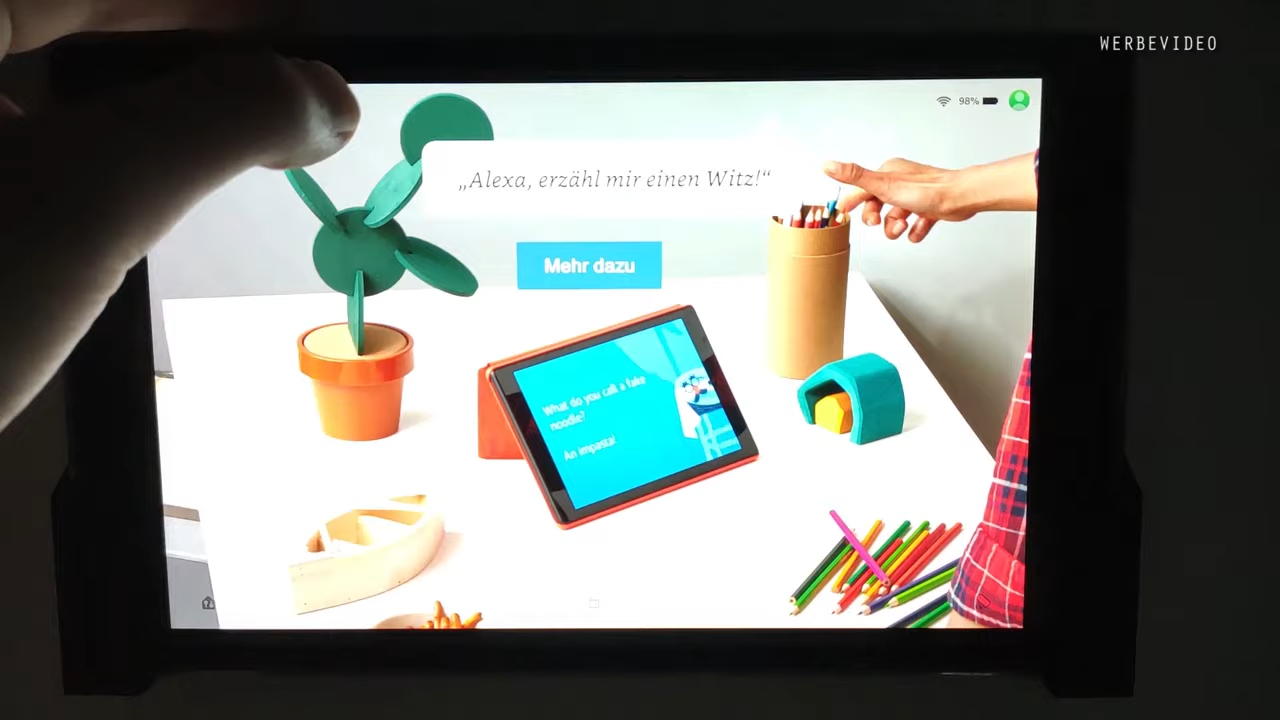 WERBEVIDEO
98%
„Alexa, erzähl mir einen Witz!“
Mehr dazu
What do you call a fake
noodle?
An impasta!